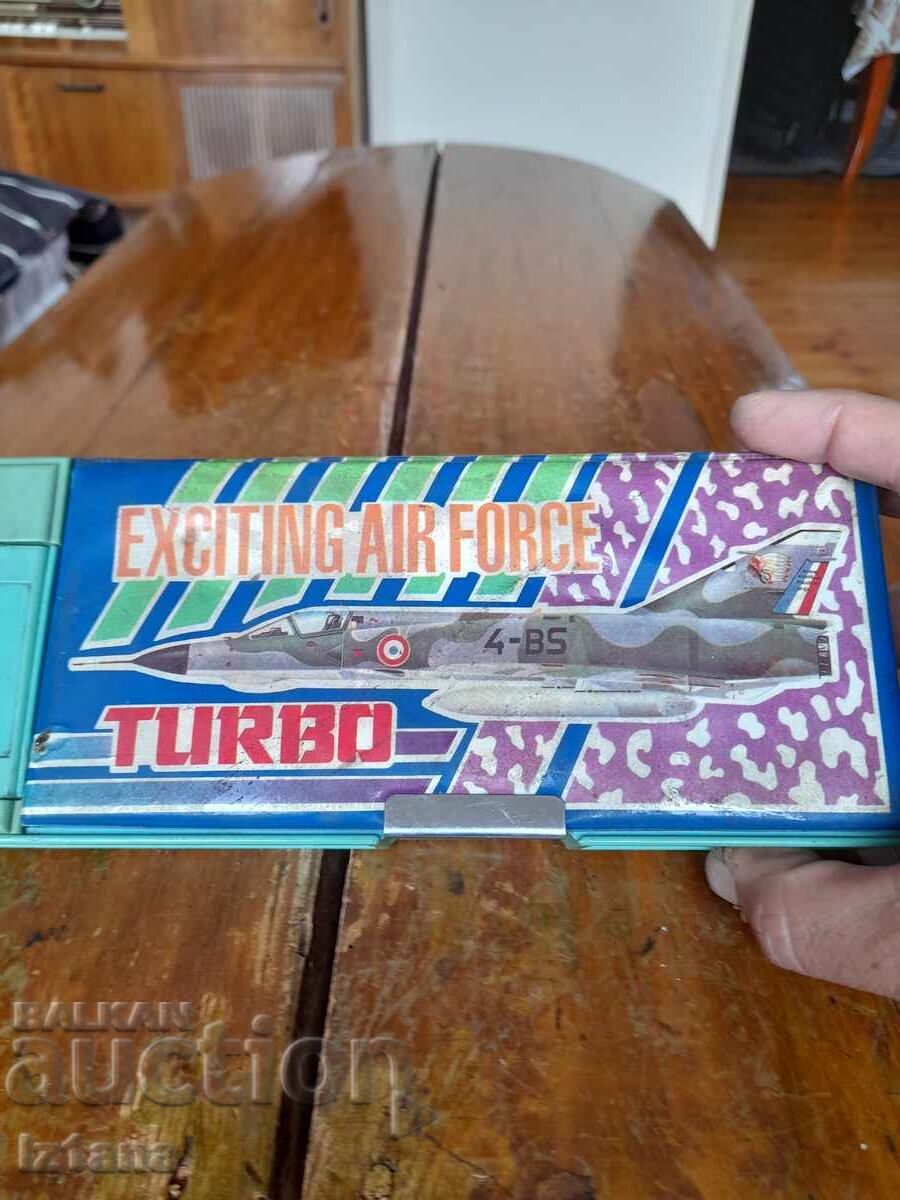 EXCITING AIR FORCE
4-BS
TURBO
BALKAN
auction
Iztana